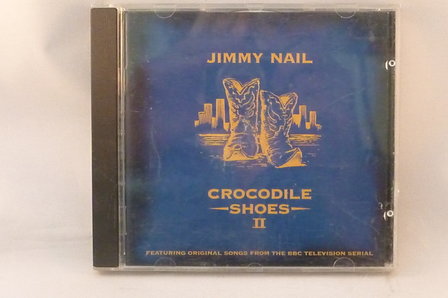 JIMMY NAIL
CROCODILE
SHOES
II
FEATURING ORIGINAL SONGS FROM THE BBC TELEVISION SERIAL